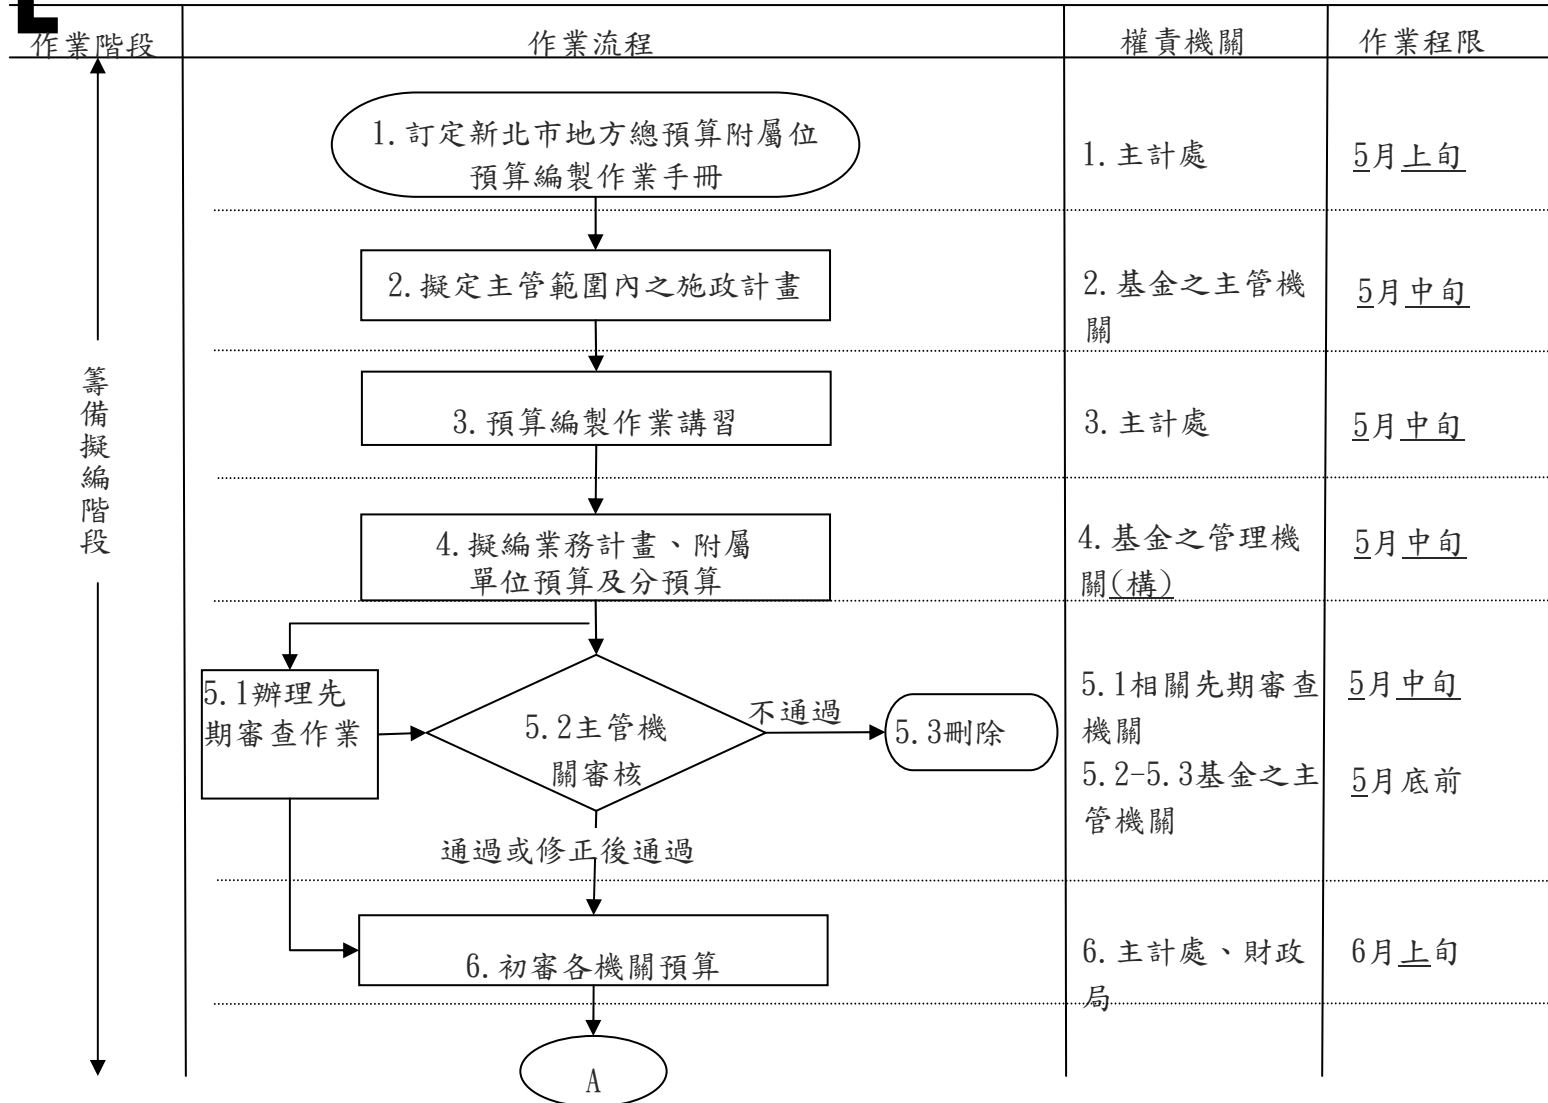 作業階段 作業流程 權責機關 作業程限
1.訂定新北市地方總預算附屬位
預算編製作業手冊
1.主計處
5月上旬
2.擬定主管範圍內之施政計畫
2.基金之主管機
關
5月中旬
3.預算編製作業講習
3.主計處
5月中旬
籌備擬編階段
4.擬編業務計畫、附屬
單位預算及分預算
4.基金之管理機
關(構)
5月中旬
5.1辦理先
期審查作業
5.2主管機
關審核
不通過
5.3刪除
5.1相關先期審查
機關
5月中旬
5.2-5.3基金之主
管機關
5月底前
通過或修正後通過
6.初審各機關預算
6.主計處、財政
局
6月上旬
A